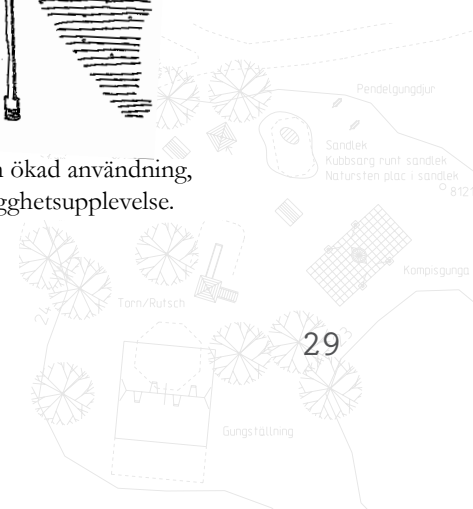 Pendelgungdjur
Sandlek
Kubbsarg runt sandlek
Natursten plac i sandlek
ökad användning,
gghetsupplevelse.
Kompisgunga
Torn/Rutsch
29
Gungställning